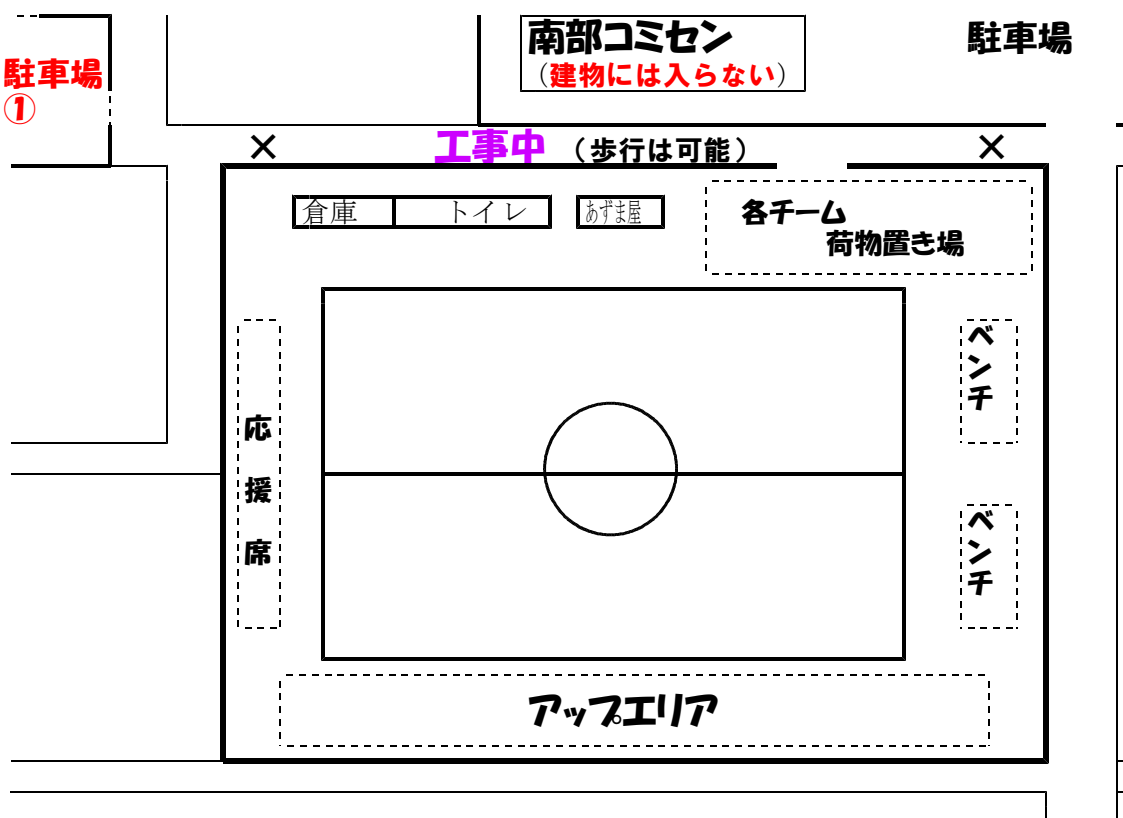 南部コミセン
(建物には入らない)
駐車場
駐車場
①
×
工事中 (歩行は可能)
×
倉庫
トイレ
あずま屋
各チーム
荷物置き場
応援席
ベンチ
ベンチ
アップエリア